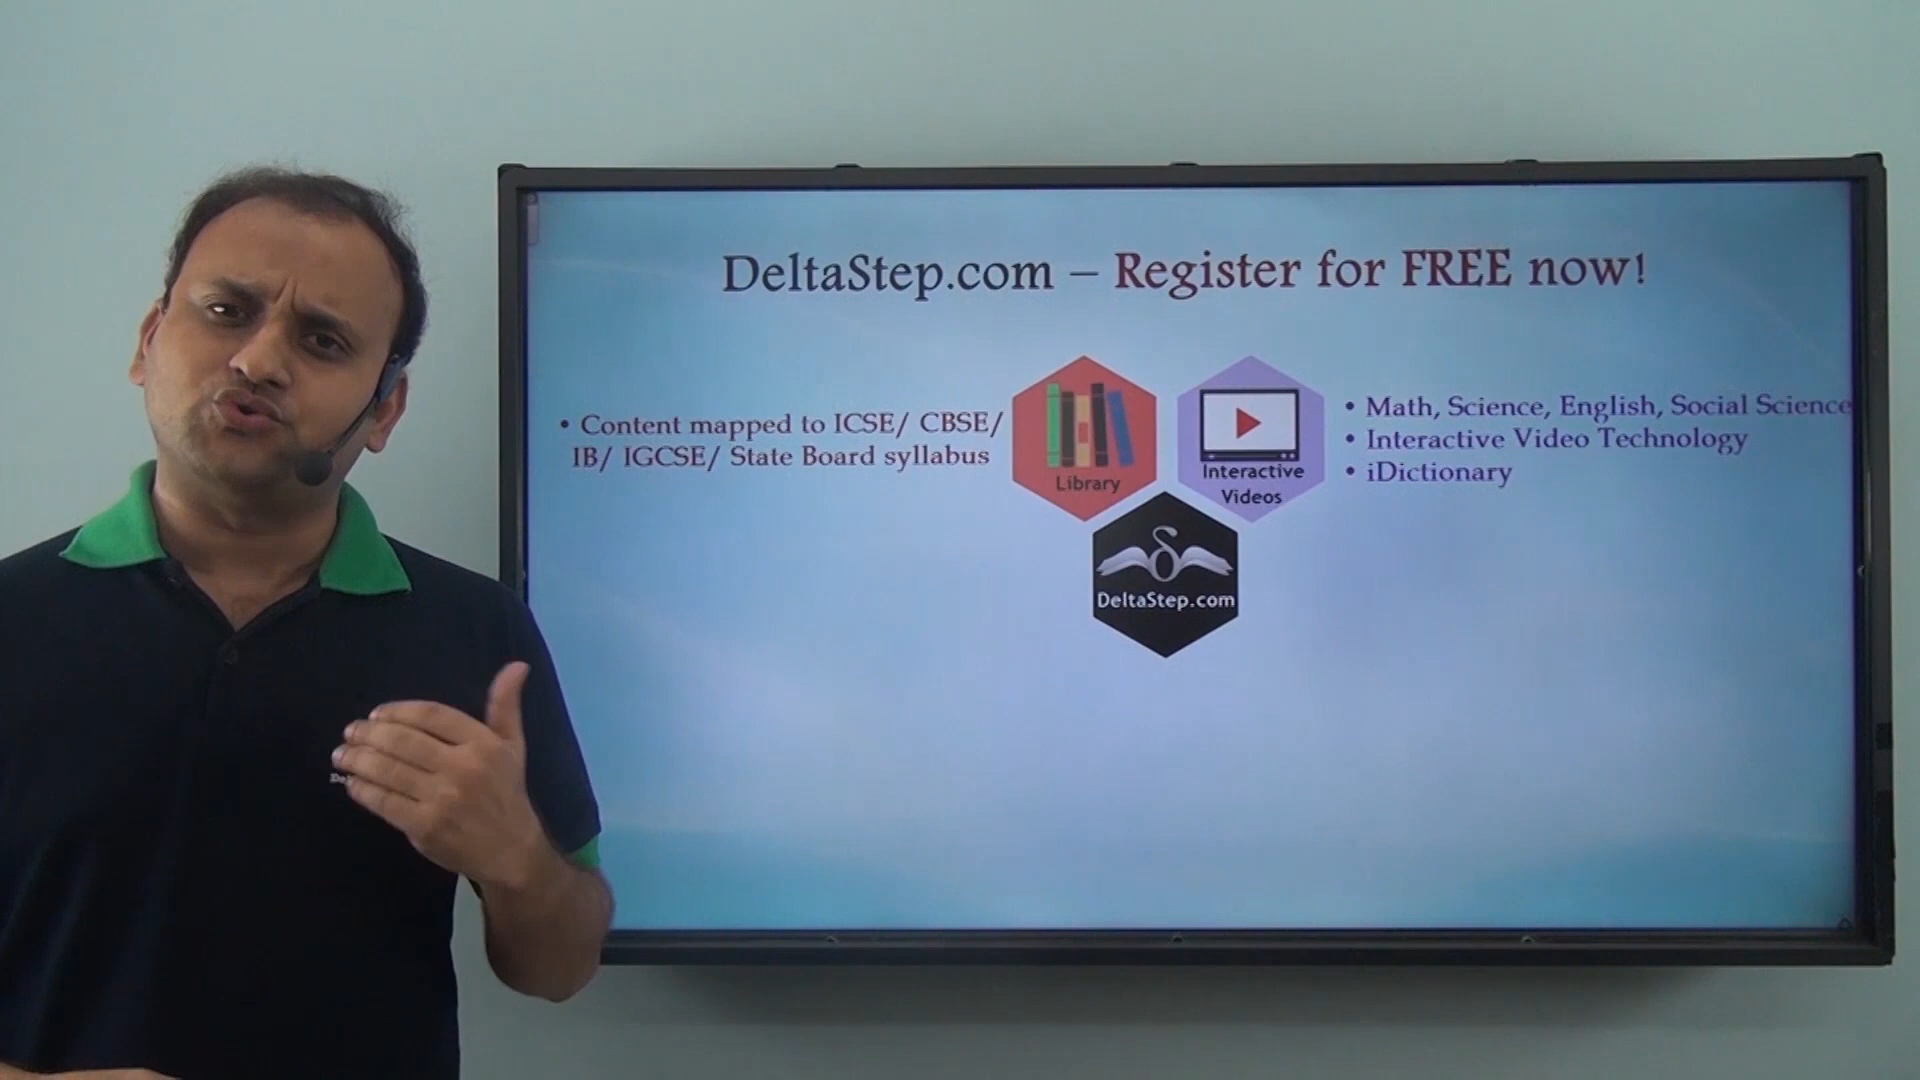 DeltaStep.com – Register for FREE now!
• Content mapped to ICSE/ CBSE/
IB/ IGCSE/ State Board syllabus
Library
Interactive
Videos
• Math, Science, English, Social Science
• Interactive Video Technology
• iDictionary
DeltaStep.com